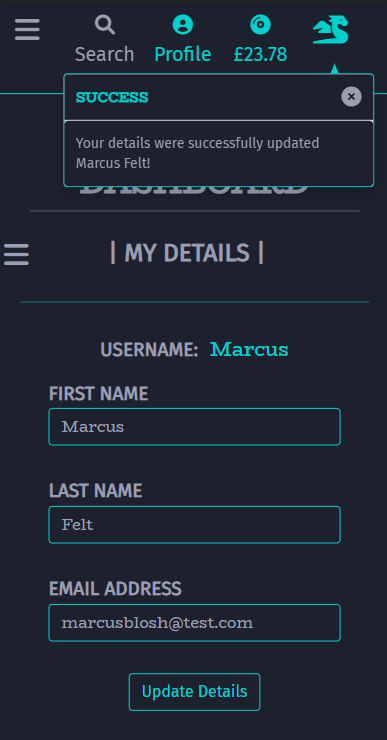 Search Profile £23.78
SUCCESS
Your details were successfully updated
Marcus Felt!
DASHBOARD
| MY DETAILS |
USERNAME: Marcus
FIRST NAME
Marcus
LAST NAME
Felt
EMAIL ADDRESS
marcusblosh@test.com
Update Details